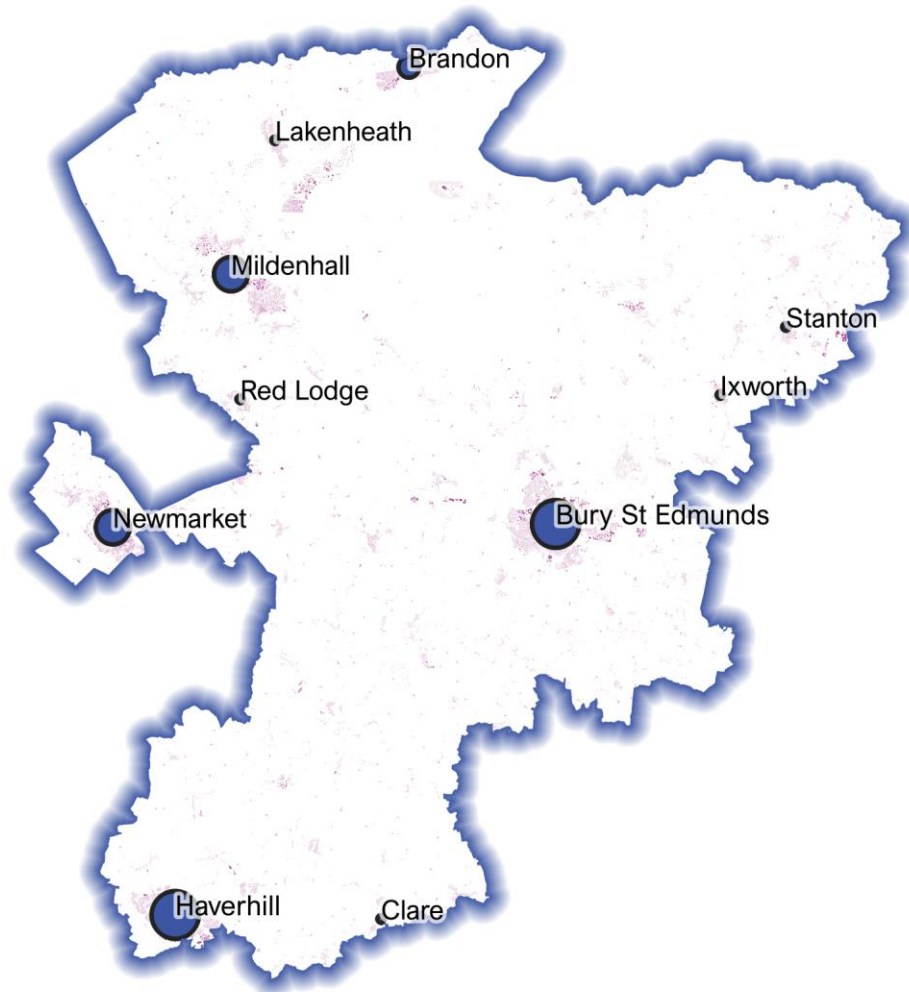 Brandon
Lakenheath
Mildenhall
Stanton
Red Lodge
Ixworth
Newmarket
Bury St Edmunds
Haverhill
Clare